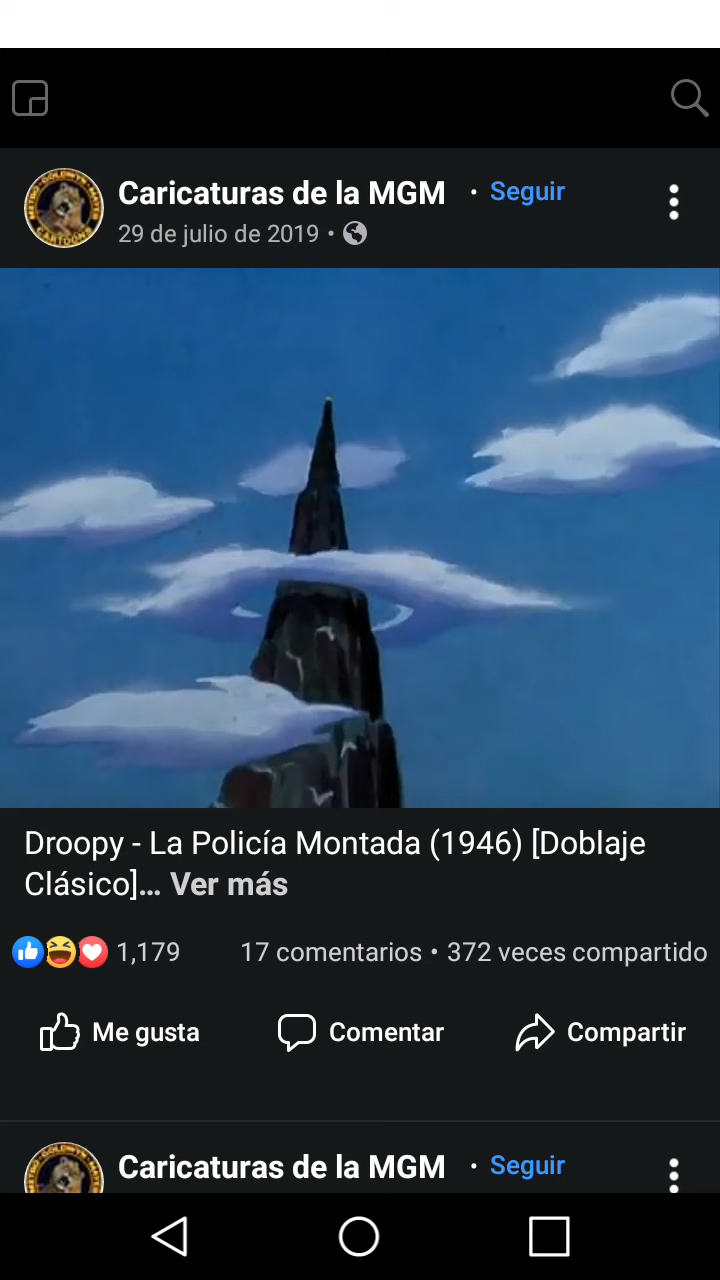 Caricaturas de la MGM · Seguir
29 de julio de 2019 •
Droopy - La Policía Montada (1946) [Doblaje
Clásico]... Ver más
1,179 17 comentarios • 372 veces compartido
Me gusta Comentar Compartir
Caricaturas de la MGM · Seguir